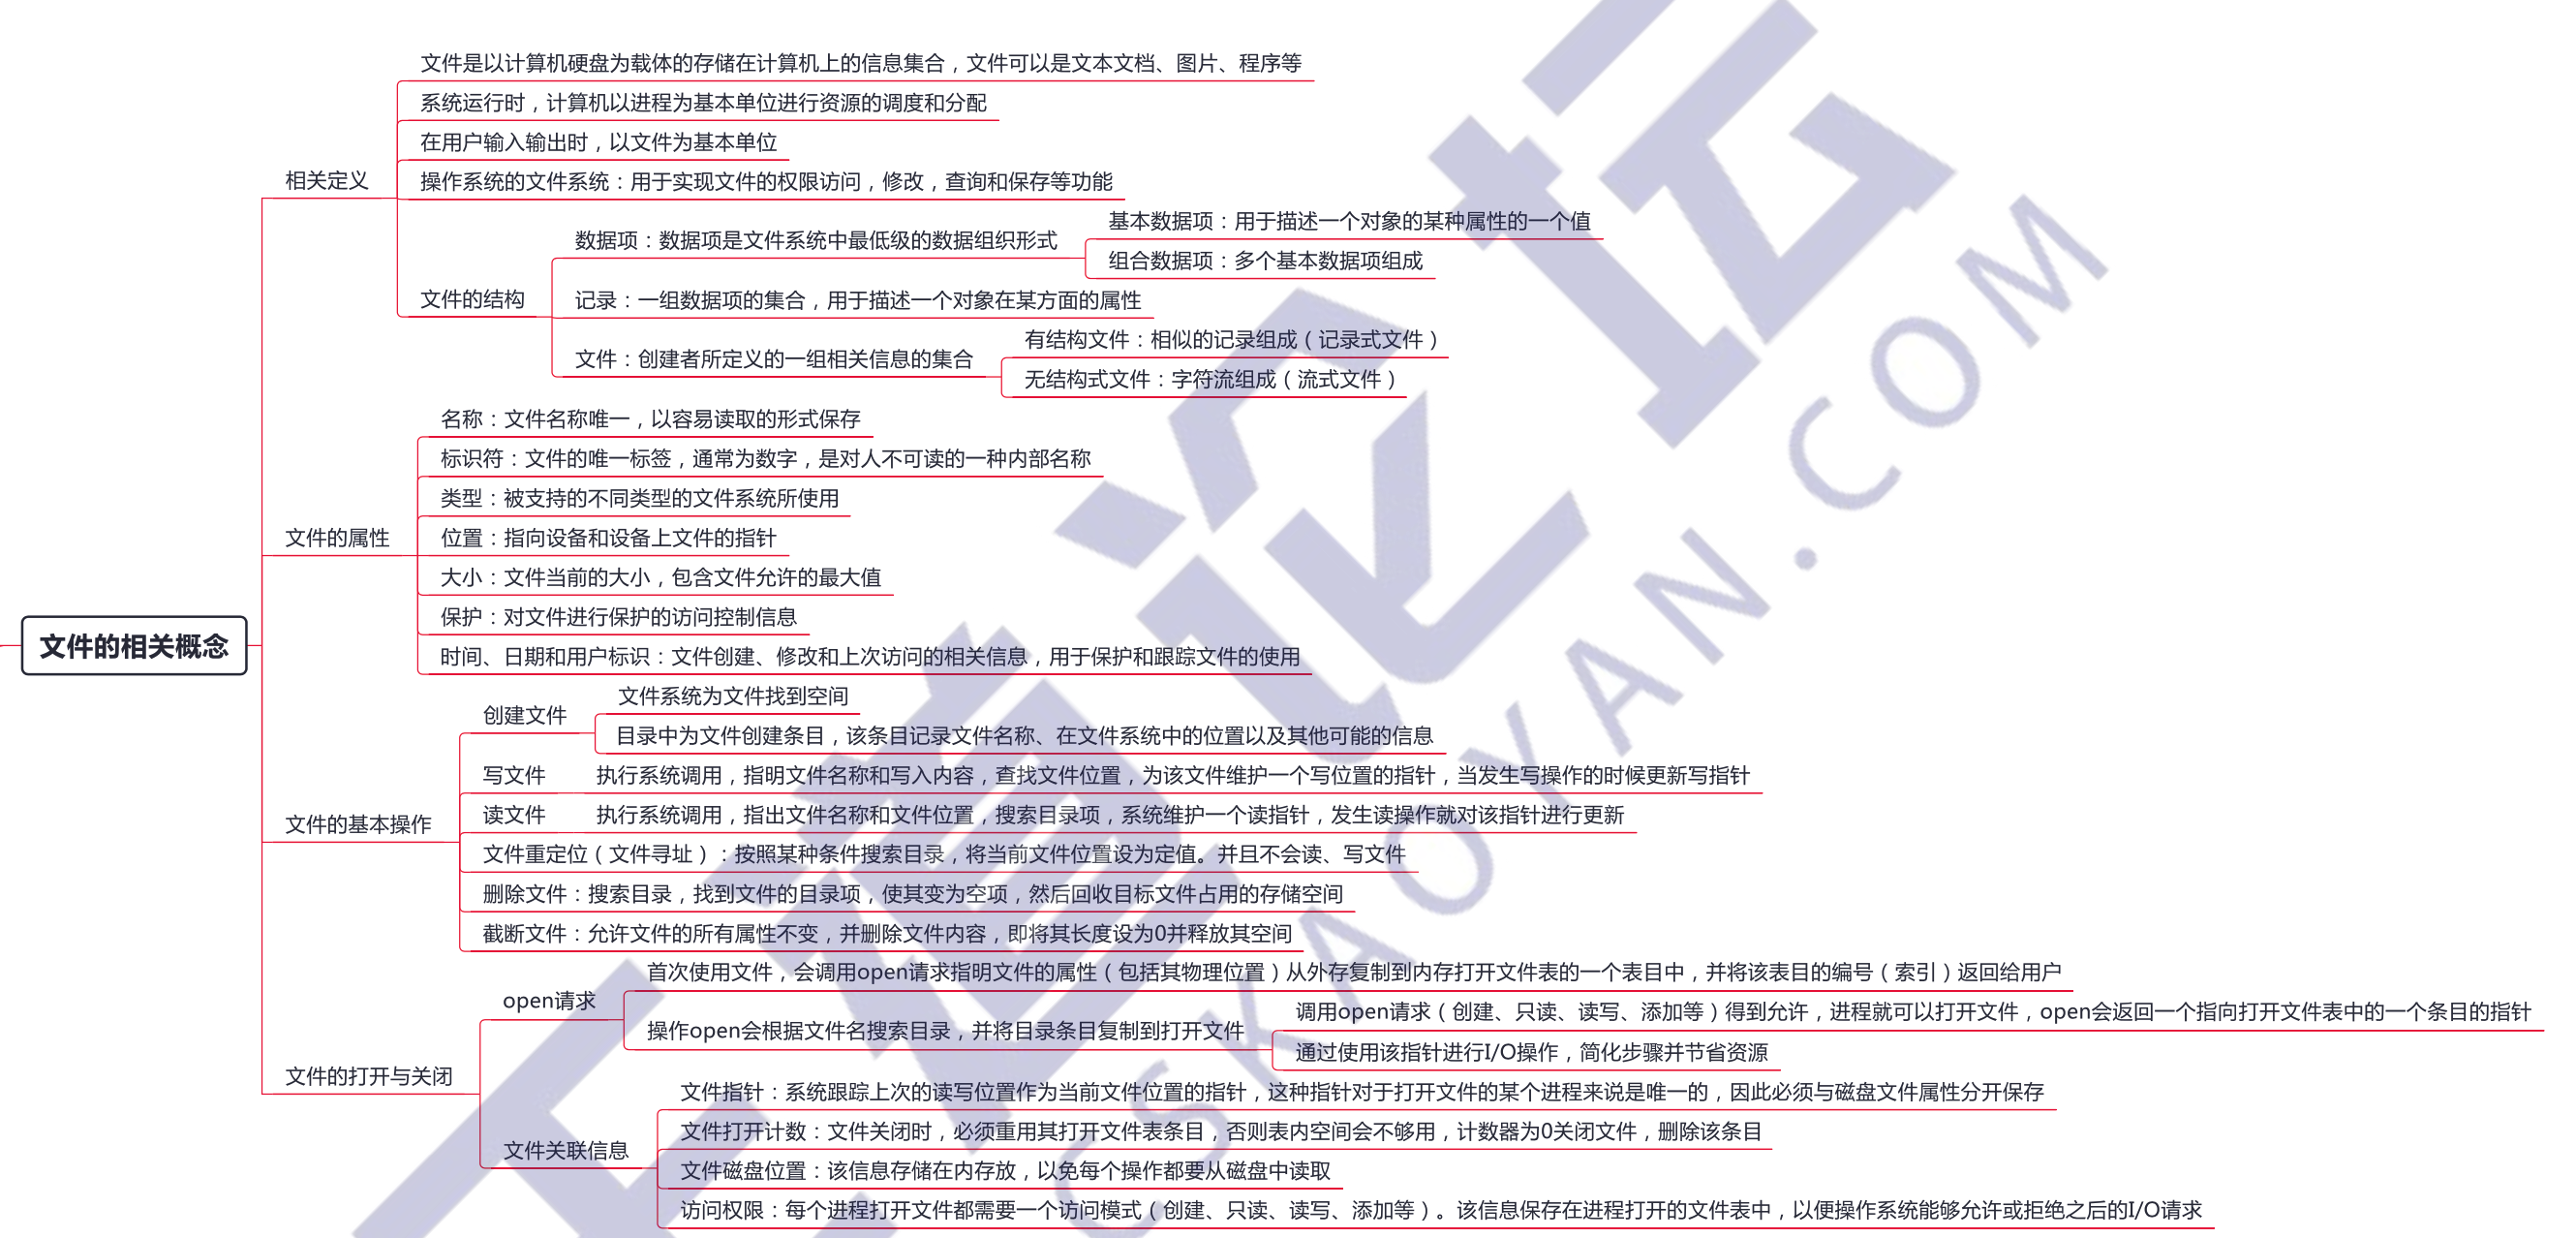 文件是以计算机硬盘为载体的存储在计算机上的信息集合，文件可以是文本文档、图片、程序等
系统运行时，计算机以进程为基本单位进行资源的调度和分配
在用户输入输出时，以文件为基本单位
相关定义
操作系统的文件系统：用于实现文件的权限访问，修改，查询和保存等功能
基本数据项：用于描述一个对象的某种属性的一个值
数据项：数据项是文件系统中最低级的数据组织形式
组合数据项：多个基本数据项组成
文件的结构
记录：一组数据项的集合，用于描述一个对象在某方面的属性
有结构文件：相似的记录组成（记录式文件）
文件：创建者所定义的一组相关信息的集合
无结构式文件：字符流组成（流式文件）
名称：文件名称唯一，以容易读取的形式保存
标识符：文件的唯一标签，通常为数字，是对人不可读的一种内部名称
类型：被支持的不同类型的文件系统所使用
文件的属性
位置：指向设备和设备上文件的指针
大小：文件当前的大小，包含文件允许的最大值
保护：对文件进行保护的访问控制信息
文件的相关概念
时间、日期和用户标识：文件创建、修改和上次访问的相关信息，用于保护和跟踪文件的使用
文件系统为文件找到空间
创建文件
目录中为文件创建条目，该条目记录文件名称、在文件系统中的位置以及其他可能的信息
写文件 执行系统调用，指明文件名称和写入内容，查找文件位置，为该文件维护一个写位置的指针，当发生写操作的时候更新写指针
读文件 执行系统调用，指出文件名称和文件位置，搜索目录项，系统维护一个读指针，发生读操作就对该指针进行更新
文件的基本操作
文件重定位（文件寻址）：按照某种条件搜索目录，将当前文件位置设为定值。并且不会读、写文件
删除文件：搜索目录，找到文件的目录项，使其变为空项，然后回收目标文件占用的存储空间
截断文件：允许文件的所有属性不变，并删除文件内容，即将其长度设为0并释放其空间
首次使用文件，会调用open请求指明文件的属性（包括其物理位置）从外存复制到内存打开文件表的一个表目中，并将该表目的编号（索引）返回给用户
open请求
调用open请求（创建、只读、读写、添加等）得到允许，进程就可以打开文件，open会返回一个指向打开文件表中的一个条目的指针
操作open会根据文件名搜索目录，并将目录条目复制到打开文件
通过使用该指针进行I/O操作，简化步骤并节省资源
文件的打开与关闭
文件指针：系统跟踪上次的读写位置作为当前文件位置的指针，这种指针对于打开文件的某个进程来说是唯一的，因此必须与磁盘文件属性分开保存
文件打开计数：文件关闭时，必须重用其打开文件表条目，否则表内空间会不够用，计数器为0关闭文件，删除该条目
文件关联信息
文件磁盘位置：该信息存储在内存放，以免每个操作都要从磁盘中读取
访问权限：每个进程打开文件都需要一个访问模式（创建、只读、读写、添加等）。该信息保存在进程打开的文件表中，以便操作系统能够允许或拒绝之后的I/O请求
王道论坛
CSKAOYAN.COM